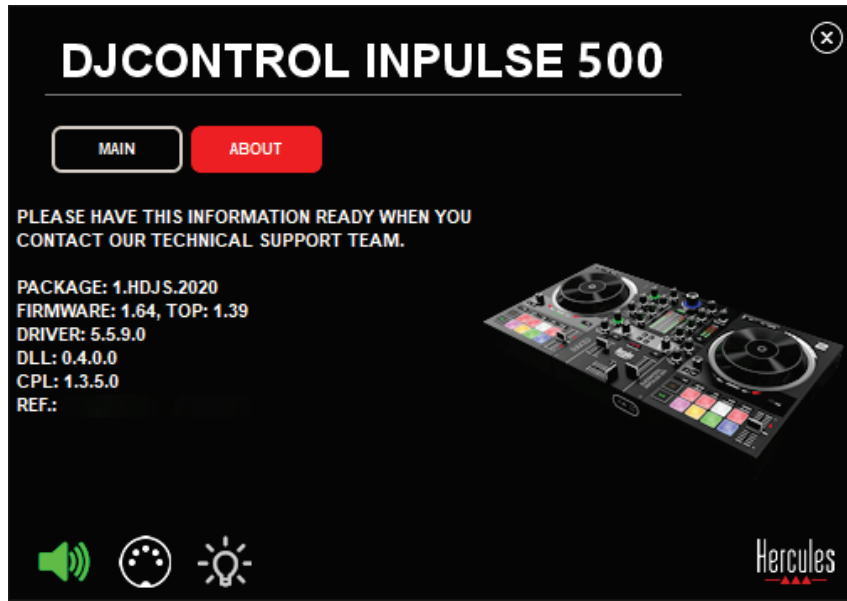 DJCONTROL INPULSE 500
MAIN
ABOUT
PLEASE HAVE THIS INFORMATION READY WHEN YOU
CONTACT OUR TECHNICAL SUPPORT TEAM.
PACKAGE: 1.HDJS.2020
FIRMWARE: 1.64, TOP: 1.39
DRIVER: 5.5.9.0
DLL: 0.4.0.0
CPL: 1.3.5.0
REF.:
Hercules